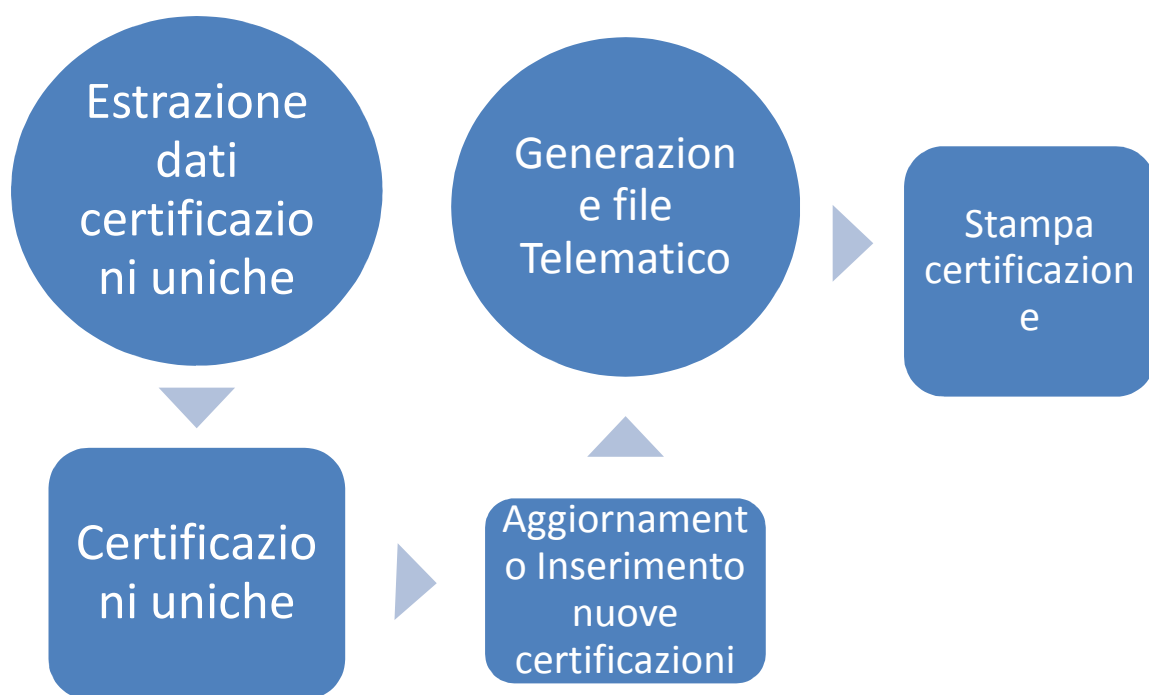 Estrazione
dati
certificazio
ni uniche
Certificazio
ni uniche
Aggiornament
o Inserimento
nuove
certificazioni
Generazion
e file
Telematico
Stampa
certificazion
e